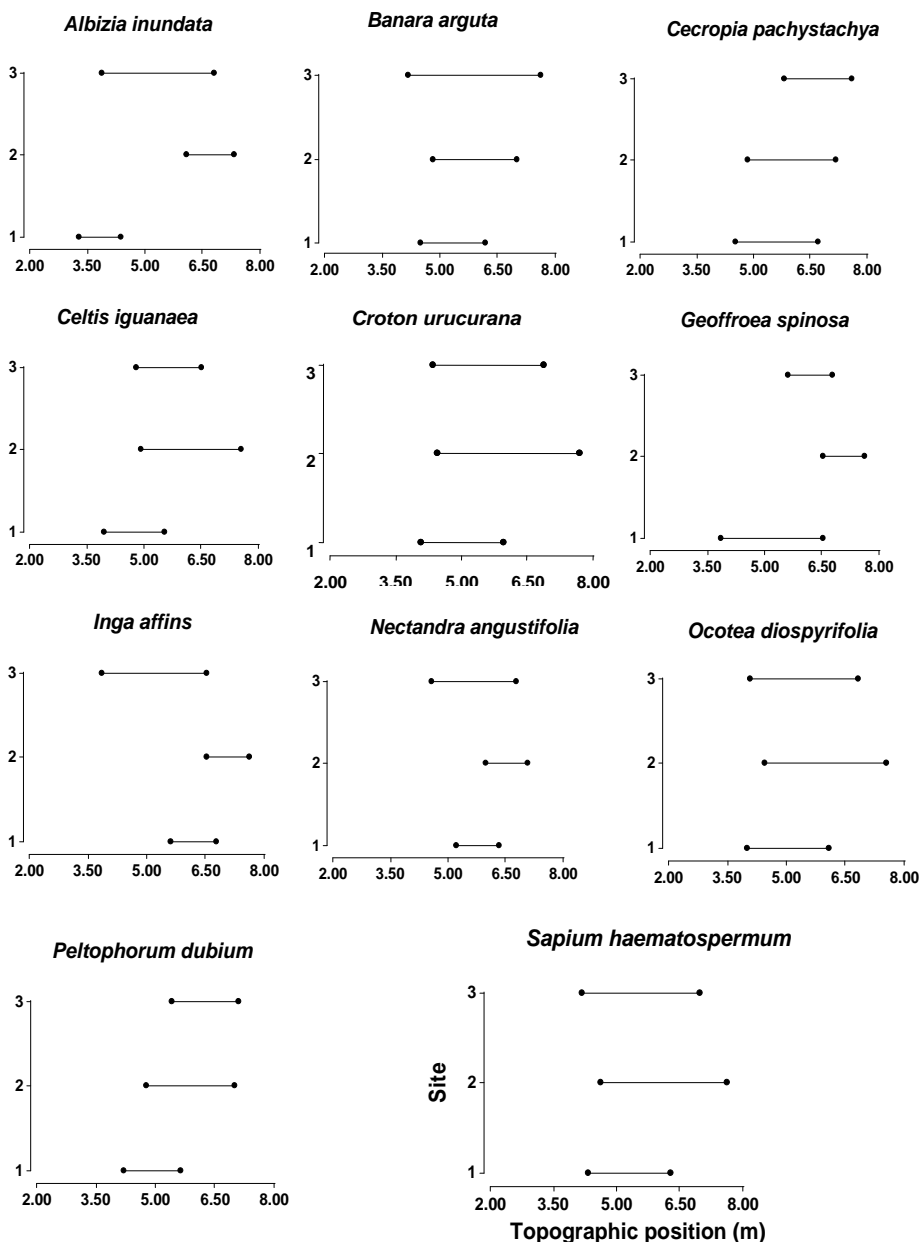 Albizia inundata
Banara arguta
Cecropia pachystachya
3
2
1
2.00 3.50 5.00 6.50 8.00
3
2
1
2.00 3.50 5.00 6.50 8.00
3
2
1
2.00 3.50 5.00 6.50 8.00
Celtis iguanaea
Croton urucurana
Geoffroea spinosa
3
2
1
2.00 3.50 5.00 6.50 8.00
3
2
1
2.00 3.50 5.00 6.50 8.00
3
2
1
2.00 3.50 5.00 6.50 8.00
Inga affins
Nectandra angustifolia
Ocotea diospyrifolia
3
2
1
2.00 3.50 5.00 6.50 8.00
3
2
1
2.00 3.50 5.00 6.50 8.00
3
2
1
2.00 3.50 5.00 6.50 8.00
Peltophorum dubium
Sapium haematospermum
3
2
1
2.00 3.50 5.00 6.50 8.00
Site
3
2
1
2.00 3.50 5.00 6.50 8.00
Topographic position (m)